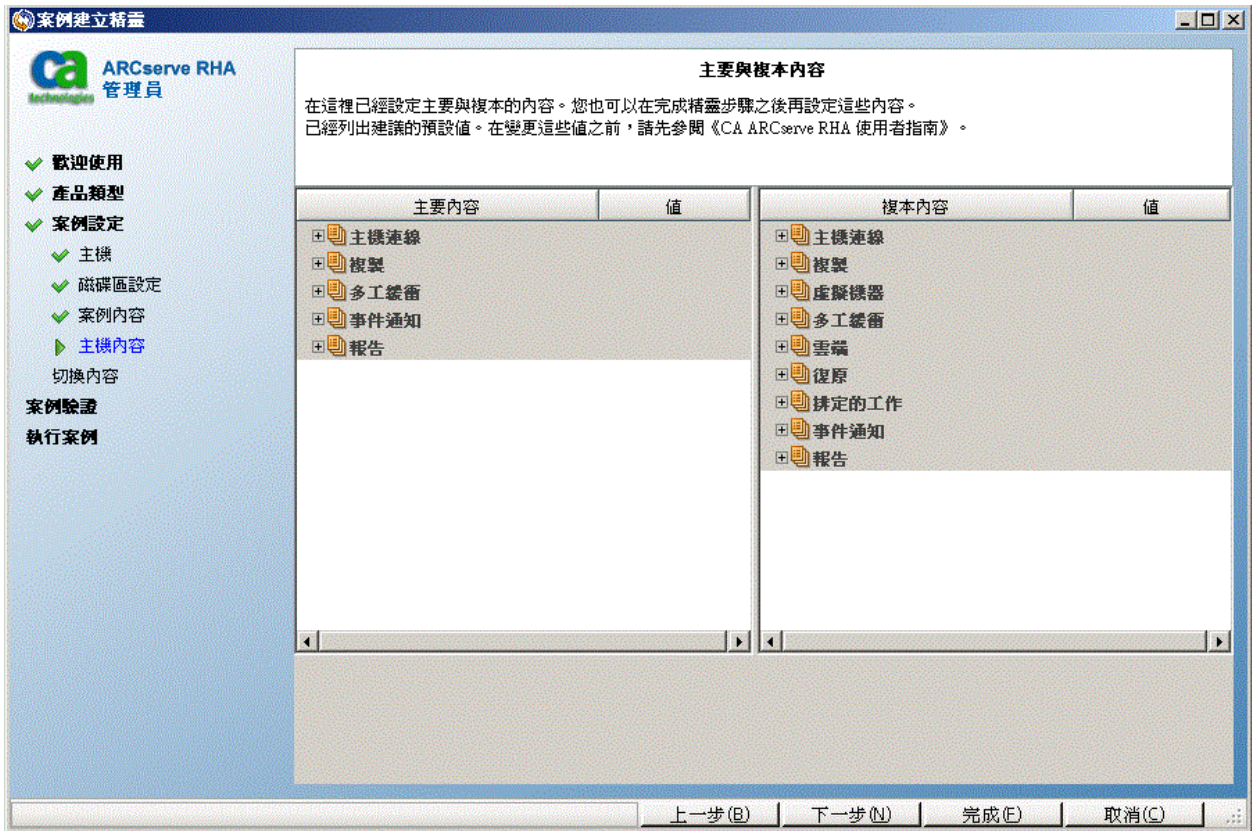 案例建立精靈
ca
technologies
ARCserve RHA
管理員
歡迎使用
產品類型
案例設定
主機
磁碟區設定
案例內容
主機內容
切換內容
案例驗證
執行案例
主要與複本內容
在這裡已經設定主要與複本的內容。您也可以在完成精靈步驟之後再設定這些內容。
已經列出建議的預設值。在變更這些值之前,請先參閱《CA ARCserve RHA 使用者指南》。
主要內容 值
主機連線
複製
多工緩衝
事件通知
報告
複本內容 值
主機連線
複製
虛擬機器
多工緩衝
雲端
復原
排定的工作
事件通知
報告
上一步(B) 下一步(N) 完成(F) 取消(C)